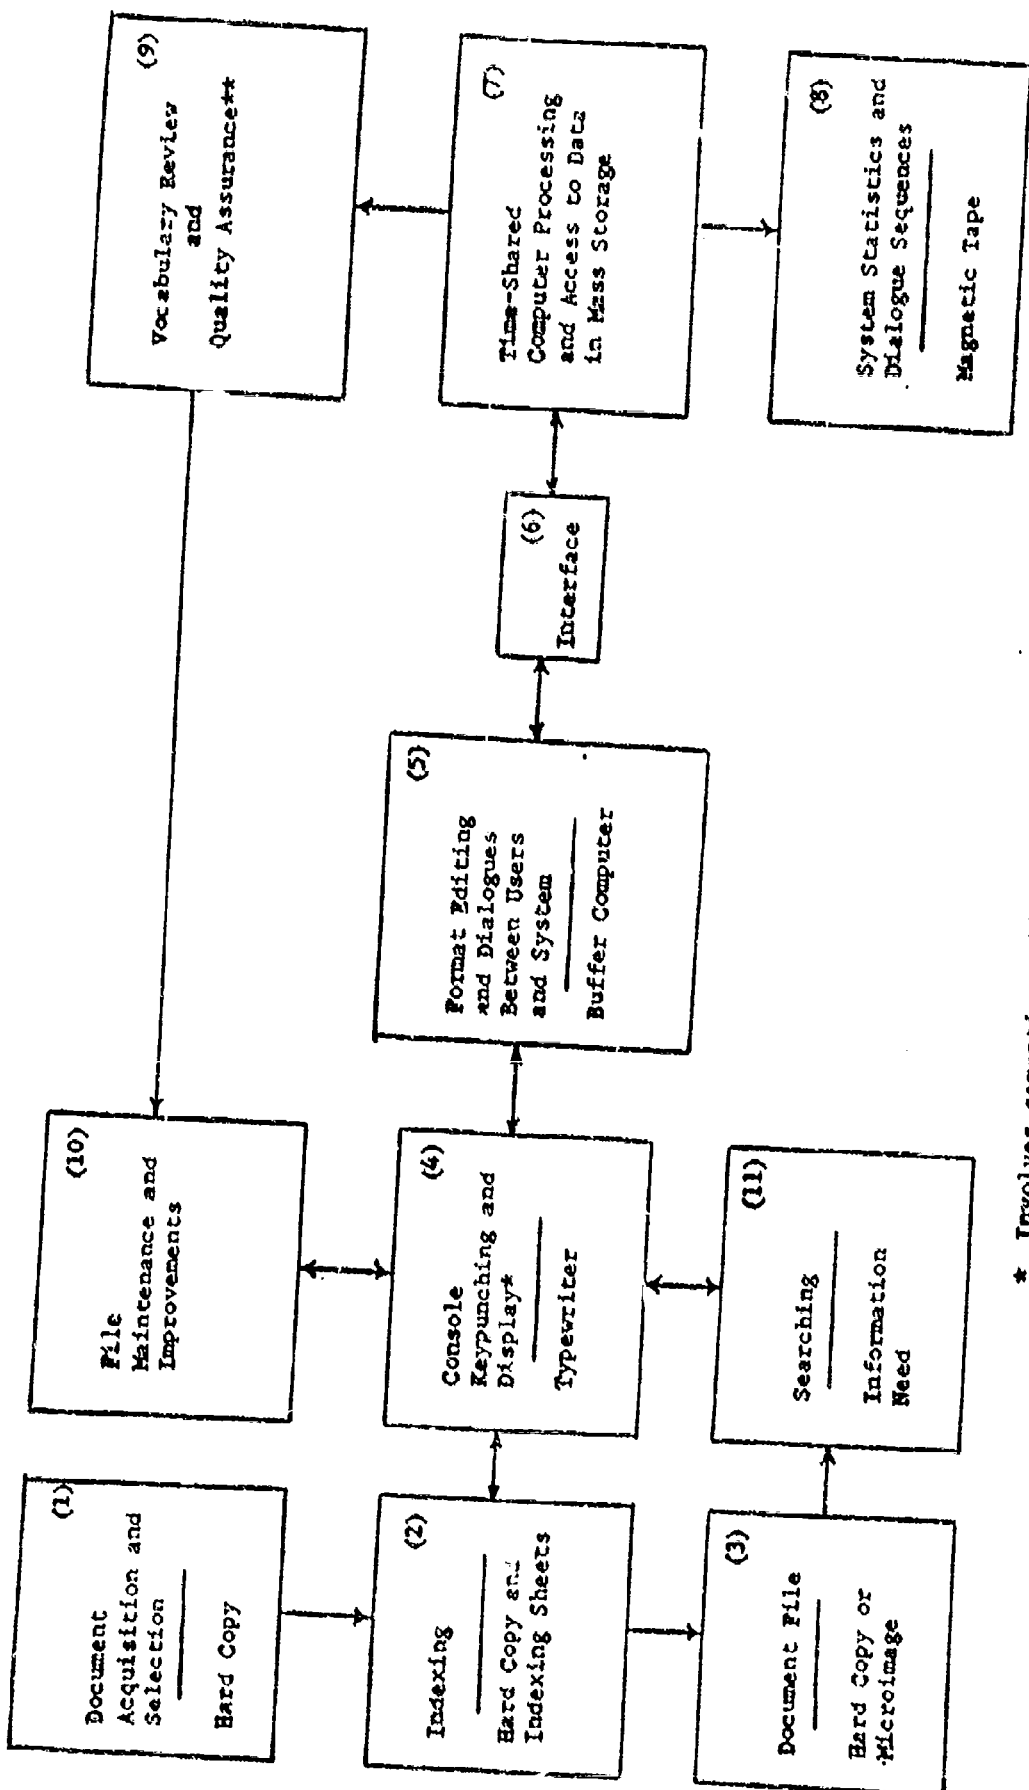 (1)
Document
Acquisition and
Selection
Hard Copy
(2)
Indexing
Hard Copy and
Indexing Sheets
(3)
Document File
Hard Copy or
Microimage
(10)
File
Maintenance and
Improvements
(4)
Console
Keypunching and
Display*
Typewriter
(11)
Searching
Information
Need
(5)
Format Editing
and Dialogues
Between Users
and System
Buffer Computer
(6)
Interface
(9)
Vocabulary Review
and
Quality Assurance**
(7)
Time-Shared
Computer Processing
and Access to Data
in Mass Storage
(8)
System Statistics and
Dialogue Sequences
Magnetic Tape
* Involves